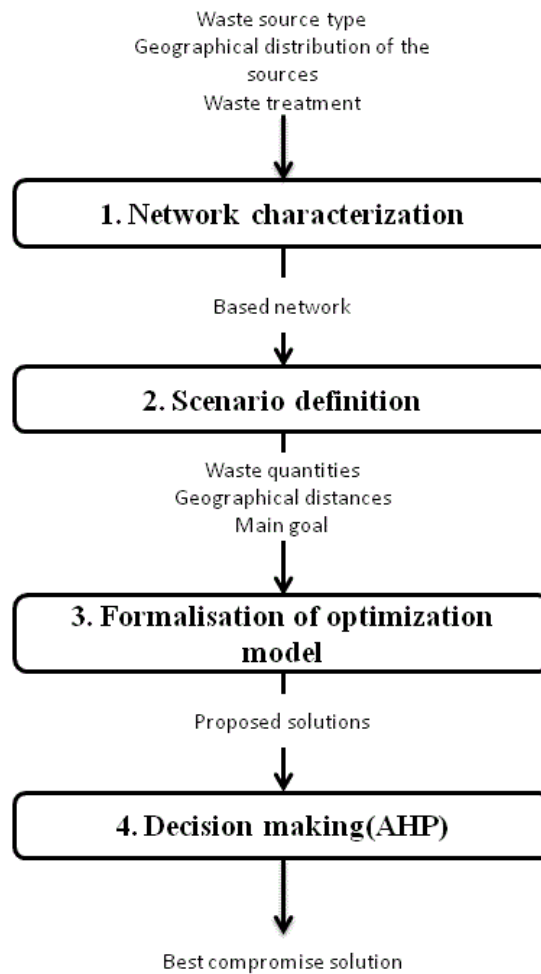 Waste source type
Geographical distribution of the
sources
Waste treatment
1. Network characterization
Based network
2. Scenario definition
Waste quantities
Geographical distances
Main goal
3. Formalisation of optimization
model
Proposed solutions
4. Decision making(AHP)
Best compromise solution